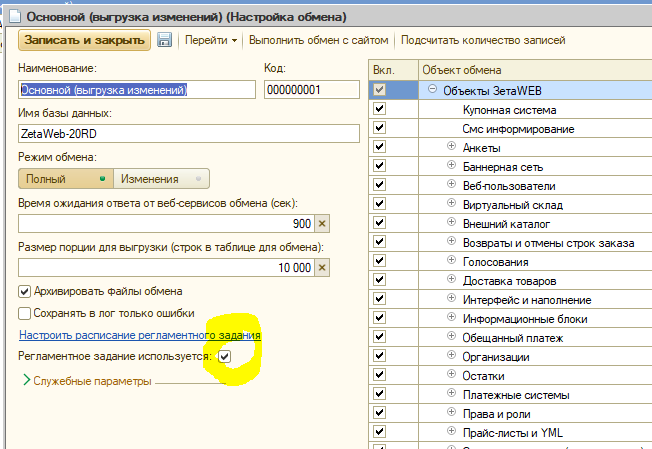 Основной (выгрузка изменений) (Настройка обмена)
Записать и закрыть Перейти Выполнить обмен с сайтом Подсчитать количество записей
Наименование: Код:
Основной (выгрузка изменений) 000000001
Имя базы данных:
ZetaWeb-20RD
Режим обмена:
Полный Изменения
Время ожидания ответа от веб-сервисов обмена (сек):
900
Размер порции для выгрузки (строк в таблице для обмена):
10 000
Архивировать файлы обмена
Сохранять в лог только ошибки
Настроить расписание регламентного задания
Регламентное задание используется:
Служебные параметры
Вкл. Объект обмена
Объекты ЗетаWEB
Купонная система
Смс информирование
Анкеты
Баннерная сеть
Веб-пользователи
Виртуальный склад
Внешний каталог
Возвраты и отмены строк заказа
Голосования
Доставка товаров
Интерфейс и наполнение
Информационные блоки
Обещанный платеж
Организации
Остатки
Платежные системы
Права и роли
Прайс-листы и YML